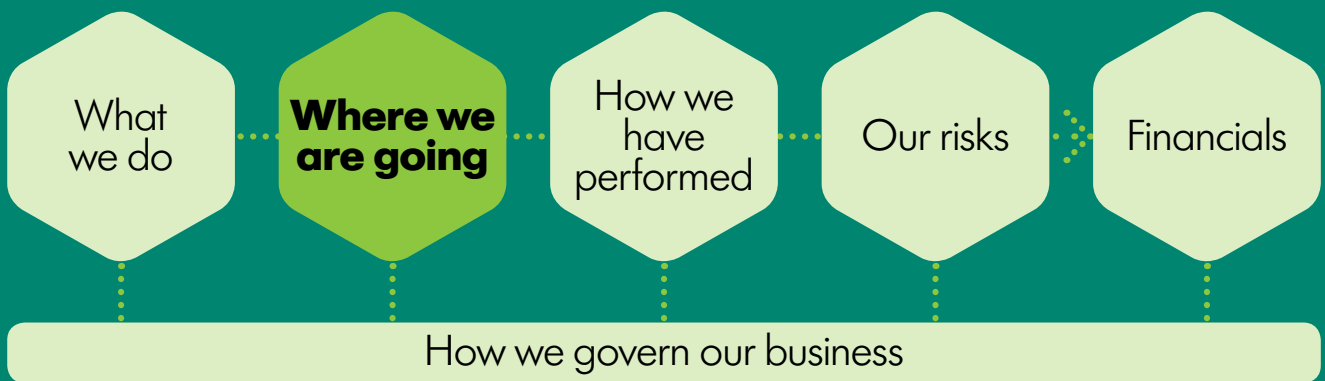 What
we do
Where we
are going
How we
have
performed
Our risks
Financials
How we govern our business